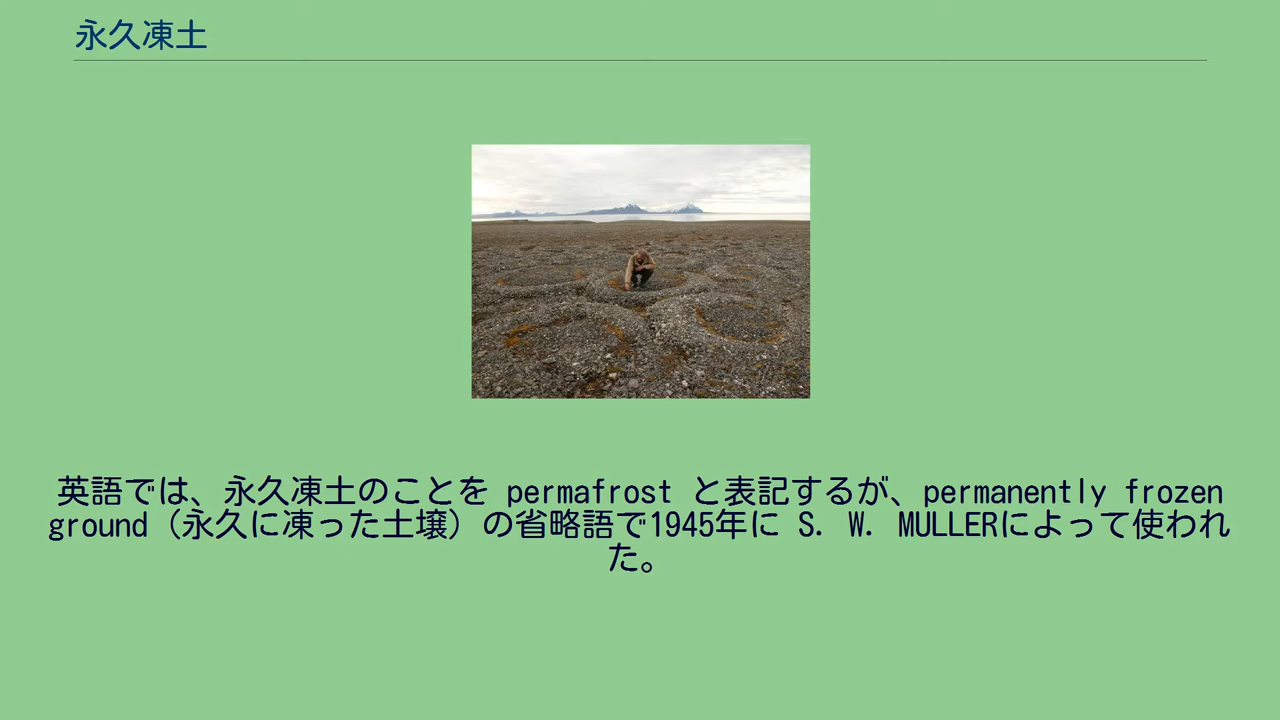 永久凍土
英語では、永久凍土のことを permafrost と表記するが、permanently frozen
ground（永久に凍った土壌）の省略語で1945年に S. W. MULLERによって使われ
た。